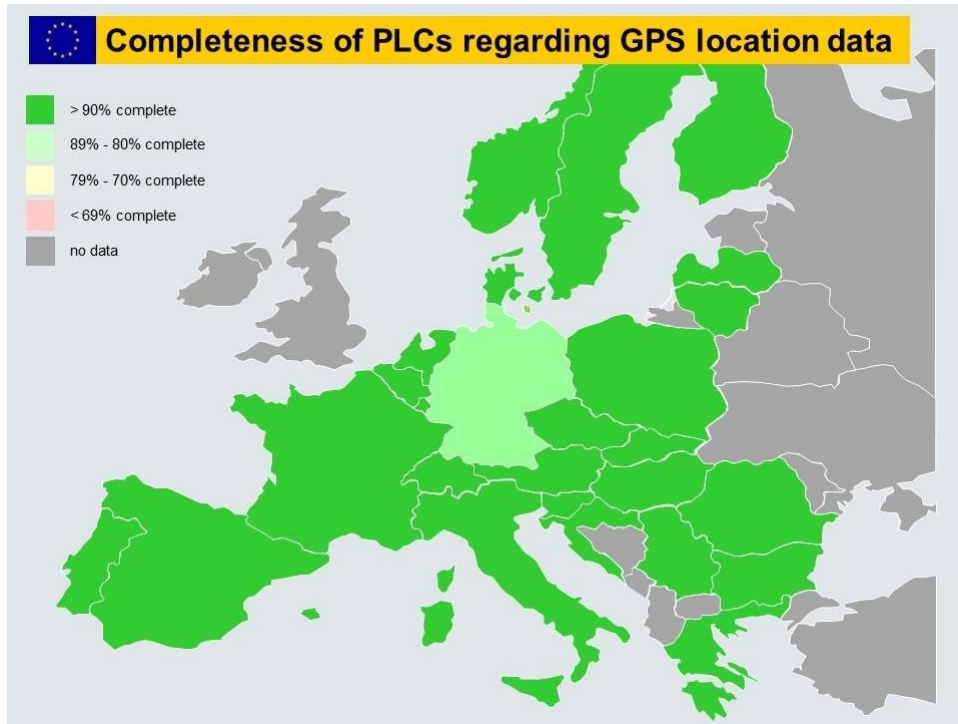 Completeness of PLCs regarding GPS location data
> 90% complete
89% - 80% complete
79% - 70% complete
< 69% complete
no data